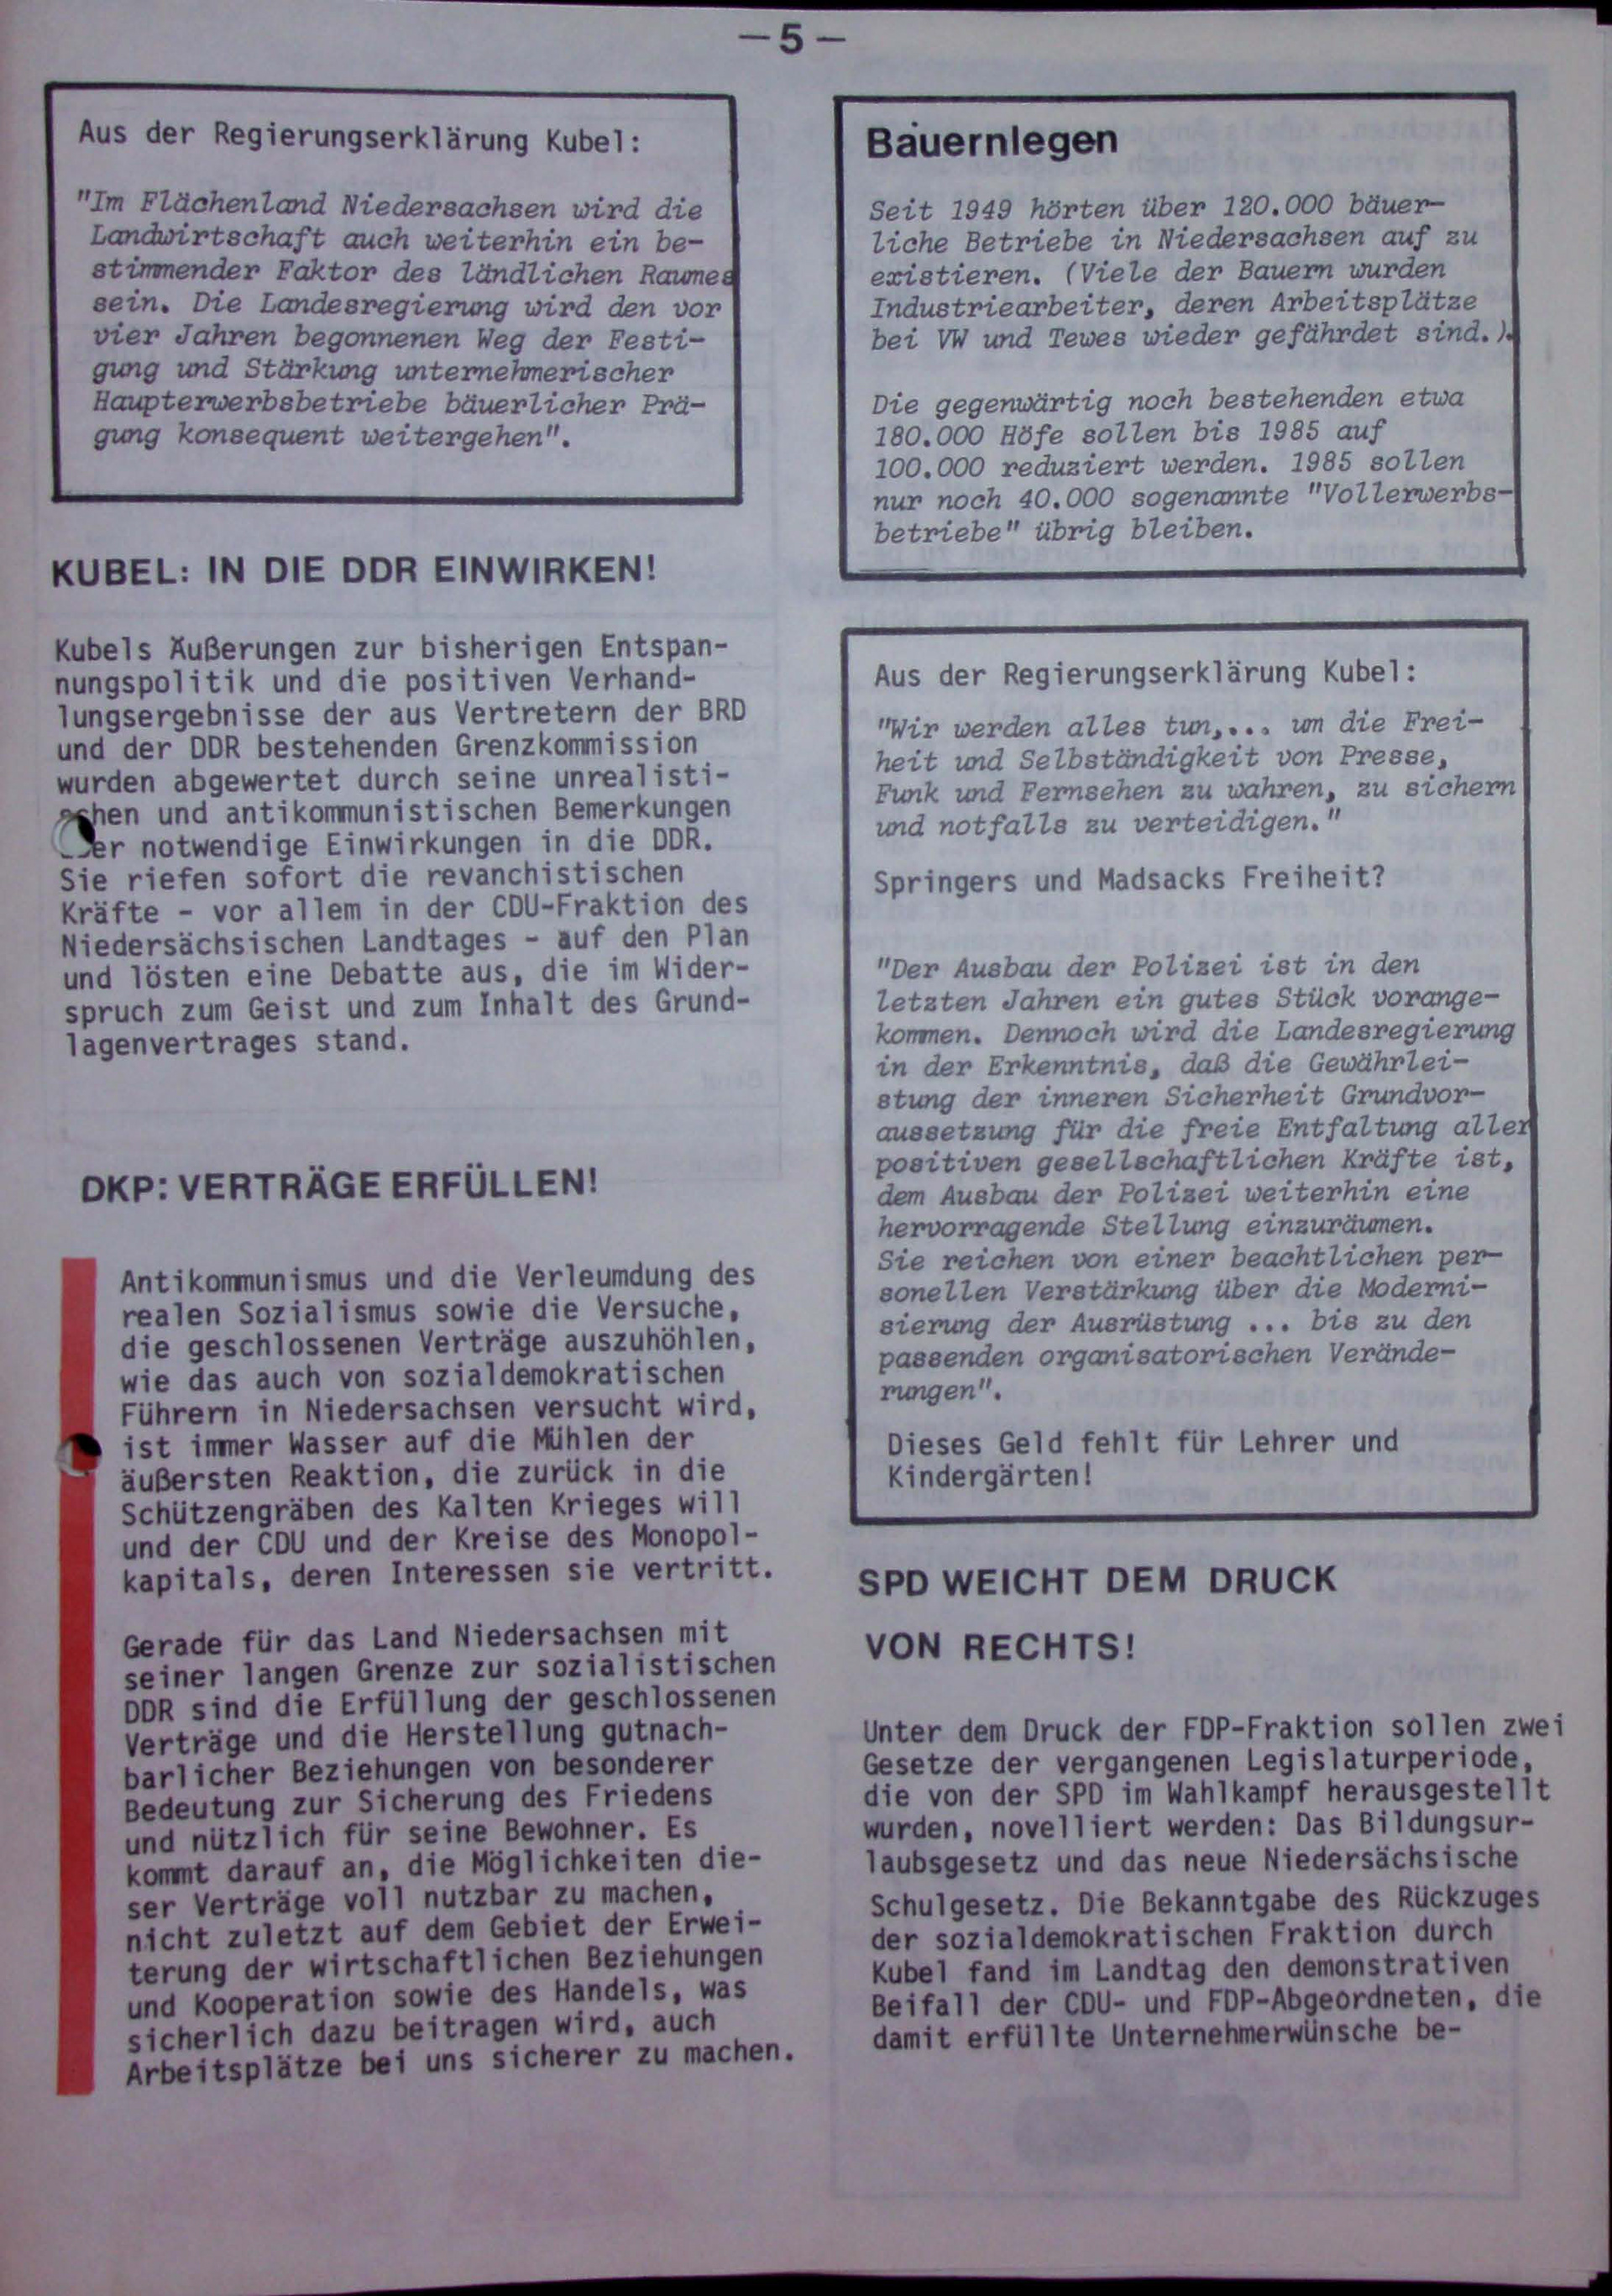 —5—
Aus der Regierungserklärung Kubel:
"Im Flächenland Niedersachsen wird die
Landwirtschaft auch weiterhin ein be-
stimmender Faktor des ländlichen Raumes
sein. Die Landesregierung wird den vor
vier Jahren begonnenen Weg der Festi-
gung und Stärkung unternehmerischer
Haupterwerbsbetriebe bäuerlicher Prä-
gung konsequent weitergehen".
KUBEL: IN DIE DDR EINWIRKEN!
Kubels Äußerungen zur bisherigen Entspan-
nungspolitik und die positiven Verhand-
lungsergebnisse der aus Vertretern der BRD
und der DDR bestehenden Grenzkommission
wurden abgewertet durch seine unrealisti-
schen und antikommunistischen Bemerkungen
notwendige Einwirkungen in die DDR.
Sie riefen sofort die revanchistischen
Kräfte - vor allem in der CDU-Fraktion des
Niedersächsischen Landtages - auf den Plan
und lösten eine Debatte aus, die im Wider-
spruch zum Geist und zum Inhalt des Grund-
lagenvertrages stand.
DKP: VERTRÄGE ERFÜLLEN!
Antikommunismus und die Verleumdung des
realen Sozialismus sowie die Versuche,
die geschlossenen Verträge auszuhöhlen,
wie das auch von sozialdemokratischen
Führern in Niedersachsen versucht wird,
ist immer Wasser auf die Mühlen der
äußersten Reaktion, die zurück in die
Schützengräben des Kalten Krieges will
und der CDU und der Kreise des Monopol-
kapitals, deren Interessen sie vertritt.
Gerade für das Land Niedersachsen mit
seiner langen Grenze zur sozialistischen
DDR sind die Erfüllung der geschlossenen
Verträge und die Herstellung gutnach-
barlicher Beziehungen von besonderer
Bedeutung zur Sicherung des Friedens
und nützlich für seine Bewohner. Es
kommt darauf an, die Möglichkeiten die-
ser Verträge voll nutzbar zu machen,
nicht zuletzt auf dem Gebiet der Erwei-
terung der wirtschaftlichen Beziehungen
und Kooperation sowie des Handels, was
sicherlich dazu beitragen wird, auch
Arbeitsplätze bei uns sicherer zu machen.
Bauernlegen
Seit 1949 hörten über 120.000 bäuer-
liche Betriebe in Niedersachsen auf zu
existieren. (Viele der Bauern wurden
Industriearbeiter, deren Arbeitsplätze
bei VW und Tewes wieder gefährdet sind.).
Die gegenwärtig noch bestehenden etwa
180.000 Höfe sollen bis 1985 auf
100.000 reduziert werden. 1985 sollen
nur noch 40.000 sogenannte "Vollerwerbs-
betriebe" übrig bleiben.
Aus der Regierungserklärung Kubel:
"Wir werden alles tun,... um die Frei-
heit und Selbständigkeit von Presse,
Funk und Fernsehen zu wahren, zu sichern
und notfalls zu verteidigen."
Springers und Madsacks Freiheit?
"Der Ausbau der Polizei ist in den
letzten Jahren ein gutes Stück vorange-
kommen. Dennoch wird die Landesregierung
in der Erkenntnis, daß die Gewährlei-
stung der inneren Sicherheit Grundvor-
aussetzung für die freie Entfaltung aller
positiven gesellschaftlichen Kräfte ist,
dem Ausbau der Polizei weiterhin eine
hervorragende Stellung einzuräumen.
Sie reichen von einer beachtlichen per-
sonellen Verstärkung über die Moderni-
sierung der Ausrüstung ... bis zu den
passenden organisatorischen Verände-
rungen".
Dieses Geld fehlt für Lehrer und
Kindergärten!
SPD WEICHT DEM DRUCK
VON RECHTS!
Unter dem Druck der FDP-Fraktion sollen zwei
Gesetze der vergangenen Legislaturperiode,
die von der SPD im Wahlkampf herausgestellt
wurden, novelliert werden: Das Bildungsur-
laubsgesetz und das neue Niedersächsische
Schulgesetz. Die Bekanntgabe des Rückzuges
der sozialdemokratischen Fraktion durch
Kubel fand im Landtag den demonstrativen
Beifall der CDU- und FDP-Abgeordneten, die
damit erfüllte Unternehmerwünsche be-